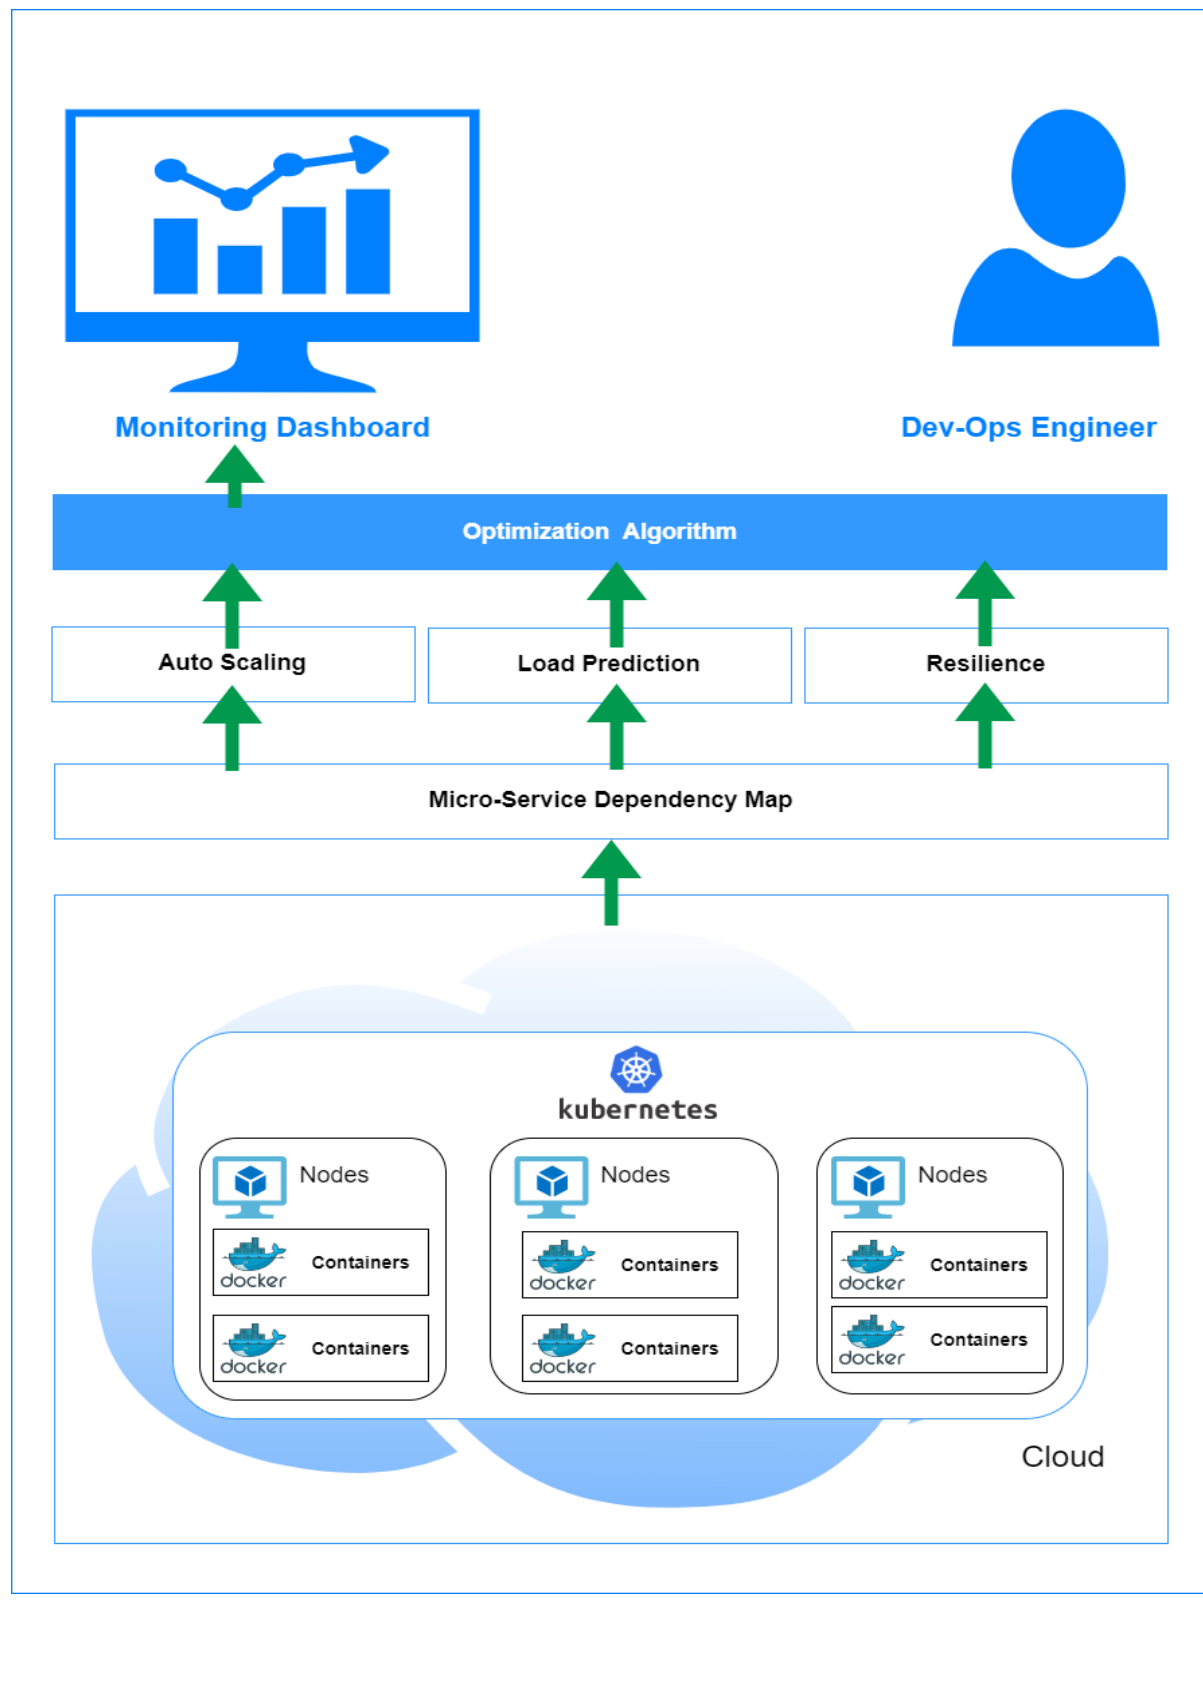 Monitoring Dashboard
Dev-Ops Engineer
Optimization Algorithm
Auto Scaling
Load Prediction
Resilience
Micro-Service Dependency Map
kubernetes
Nodes
Nodes
Nodes
docker Containers
docker Containers
docker Containers
docker Containers
docker Containers
docker Containers
Cloud